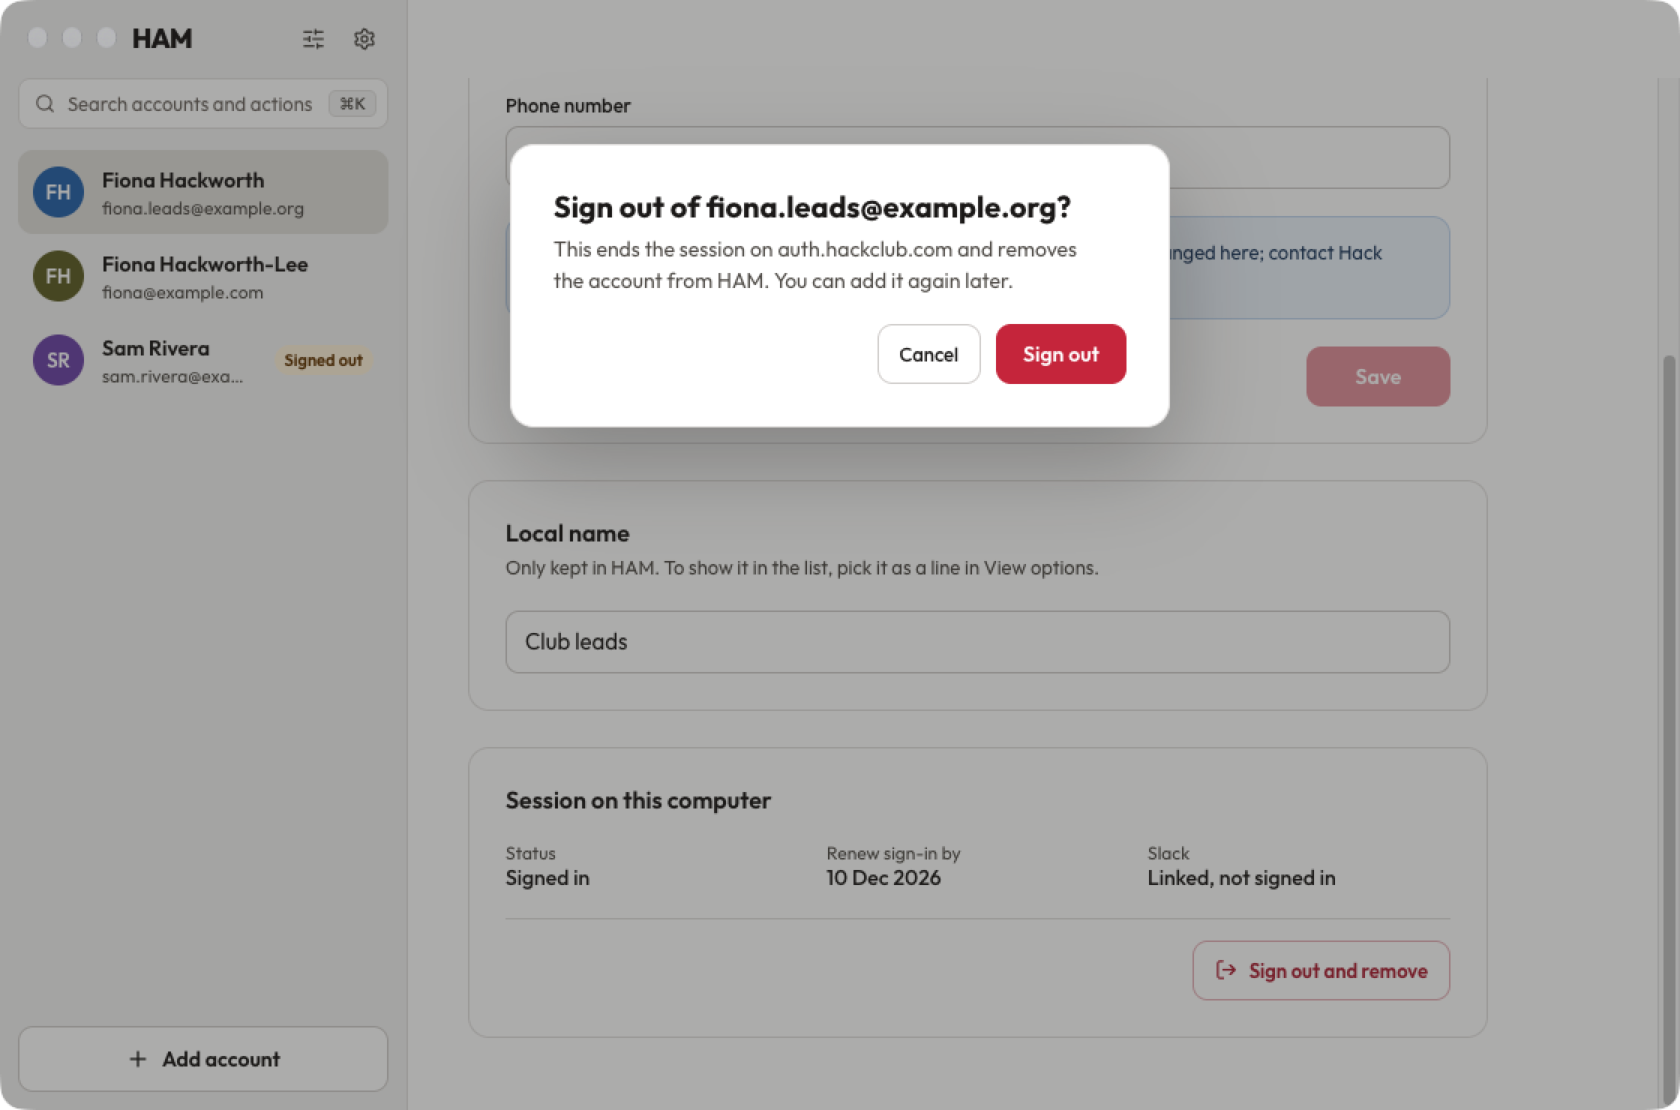 HAM
Search accounts and actions ⌘K
FH
Fiona Hackworth
fiona.leads@example.org
FH
Fiona Hackworth-Lee
fiona@example.com
SR
Sam Rivera
sam.rivera@exa...
Signed out
+ Add account
Phone number
nged here; contact Hack
Save
Sign out of fiona.leads@example.org?
This ends the session on auth.hackclub.com and removes
the account from HAM. You can add it again later.
Cancel
Sign out
Local name
Only kept in HAM. To show it in the list, pick it as a line in View options.
Club leads
Session on this computer
Status
Signed in
Renew sign-in by
10 Dec 2026
Slack
Linked, not signed in
Sign out and remove